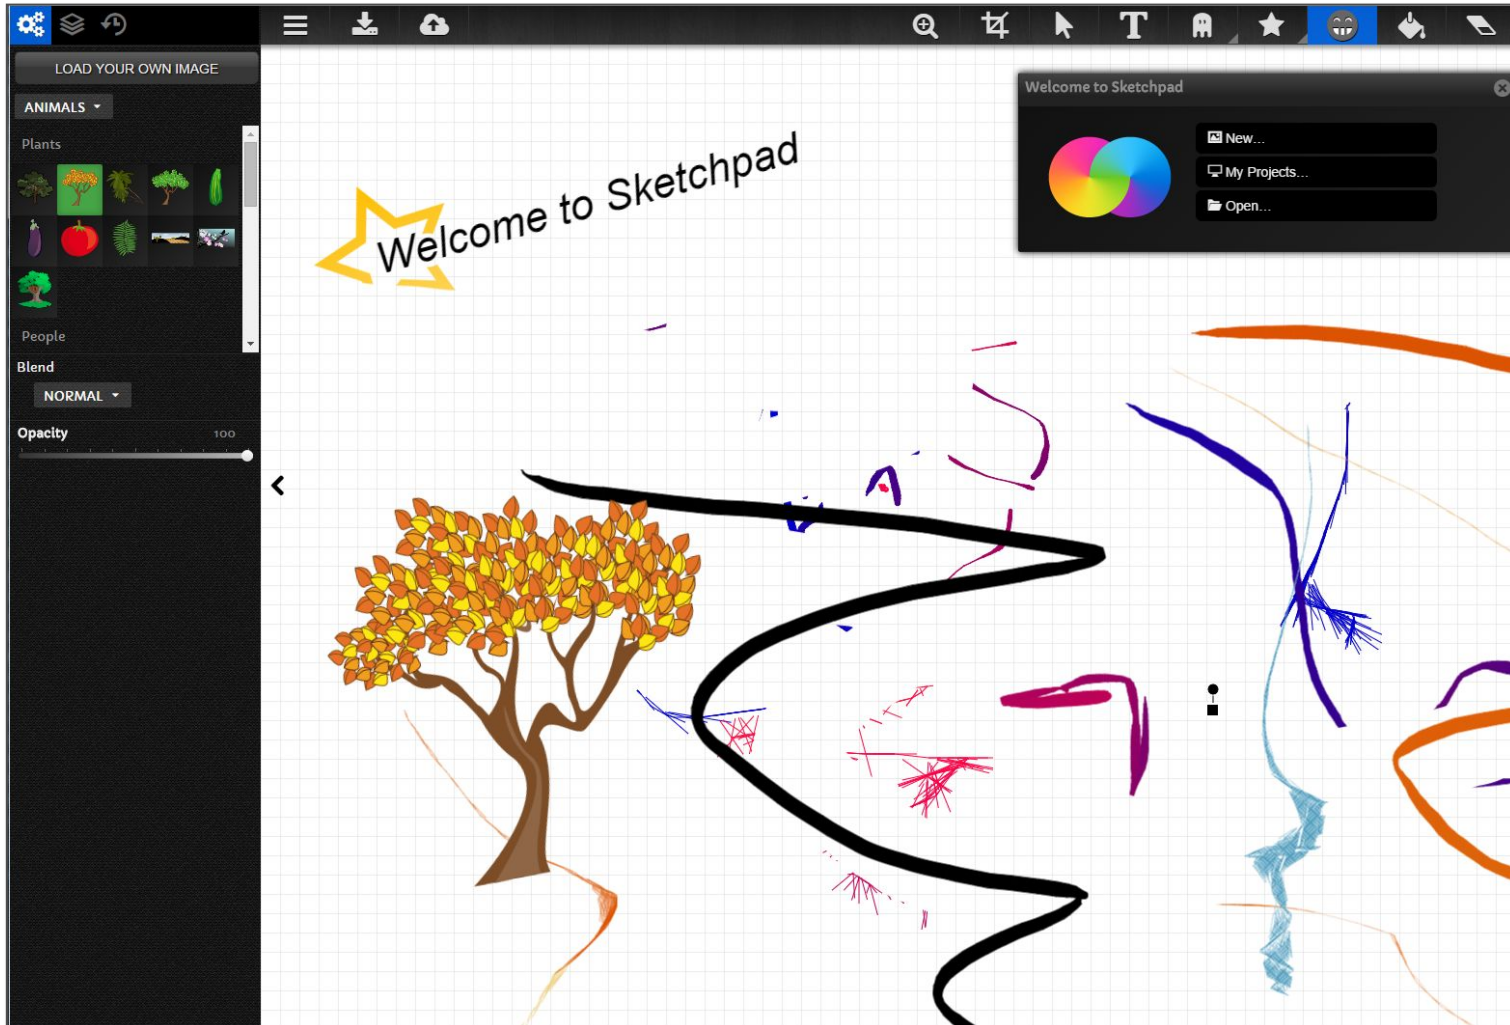 LOAD YOUR OWN IMAGE
ANIMALS
Plants
People
Blend
NORMAL
Opacity 100
T
Welcome to Sketchpad
Welcome to Sketchpad
New...
My Projects...
Open...